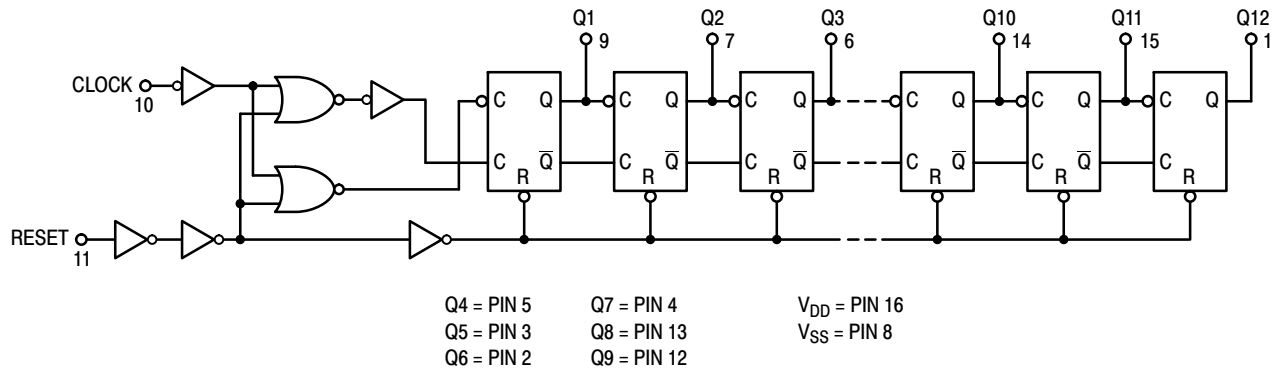 Q1 Q2 Q3 Q10 Q11 Q12
9 7 6 14 15 1
CLOCK
10
C Q C Q C Q C Q C Q C Q
C Q̅ C Q̅ C Q̅ C Q̅ C Q̅ C
R R R R R R
RESET
11
Q4 = PIN 5 Q7 = PIN 4 VDD = PIN 16
Q5 = PIN 3 Q8 = PIN 13 VSS = PIN 8
Q6 = PIN 2 Q9 = PIN 12